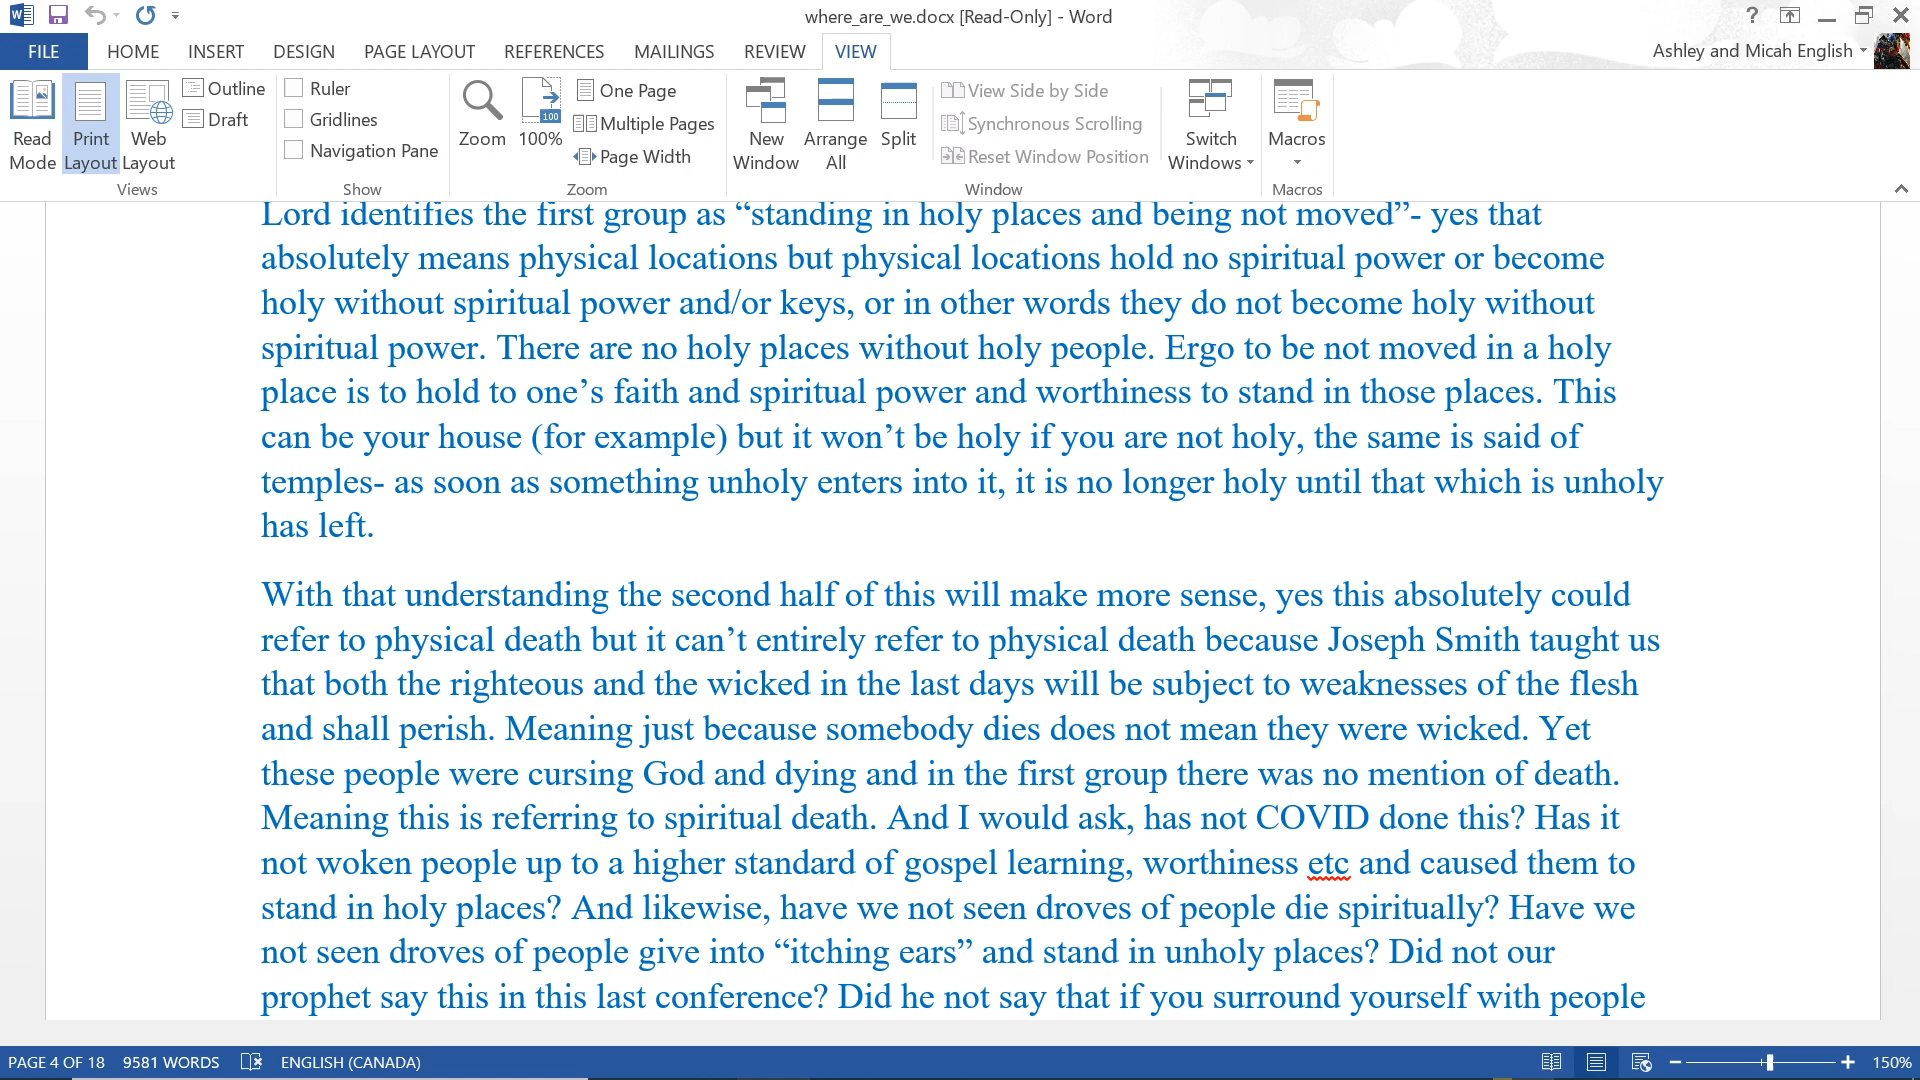 where_are_we.docx [Read-Only] - Word
?
FILE HOME INSERT DESIGN PAGE LAYOUT REFERENCES MAILINGS REVIEW VIEW
Ashley and Micah English
Read Mode
Print Layout
Web Layout
Outline
Draft
Views
Ruler
Gridlines
Navigation Pane
Show
Zoom
100
100%
One Page
Multiple Pages
Page Width
Zoom
New Window
Arrange All
Split
View Side by Side
Synchronous Scrolling
Reset Window Position
Window
Switch Windows
Macros
Macros
Lord identifies the first group as “standing in holy places and being not moved”- yes that
absolutely means physical locations but physical locations hold no spiritual power or become
holy without spiritual power and/or keys, or in other words they do not become holy without
spiritual power. There are no holy places without holy people. Ergo to be not moved in a holy
place is to hold to one’s faith and spiritual power and worthiness to stand in those places. This
can be your house (for example) but it won’t be holy if you are not holy, the same is said of
temples- as soon as something unholy enters into it, it is no longer holy until that which is unholy
has left.
With that understanding the second half of this will make more sense, yes this absolutely could
refer to physical death but it can’t entirely refer to physical death because Joseph Smith taught us
that both the righteous and the wicked in the last days will be subject to weaknesses of the flesh
and shall perish. Meaning just because somebody dies does not mean they were wicked. Yet
these people were cursing God and dying and in the first group there was no mention of death.
Meaning this is referring to spiritual death. And I would ask, has not COVID done this? Has it
not woken people up to a higher standard of gospel learning, worthiness etc and caused them to
stand in holy places? And likewise, have we not seen droves of people die spiritually? Have we
not seen droves of people give into “itching ears” and stand in unholy places? Did not our
prophet say this in this last conference? Did he not say that if you surround yourself with people
PAGE 4 OF 18 9581 WORDS ENGLISH (CANADA)
150%